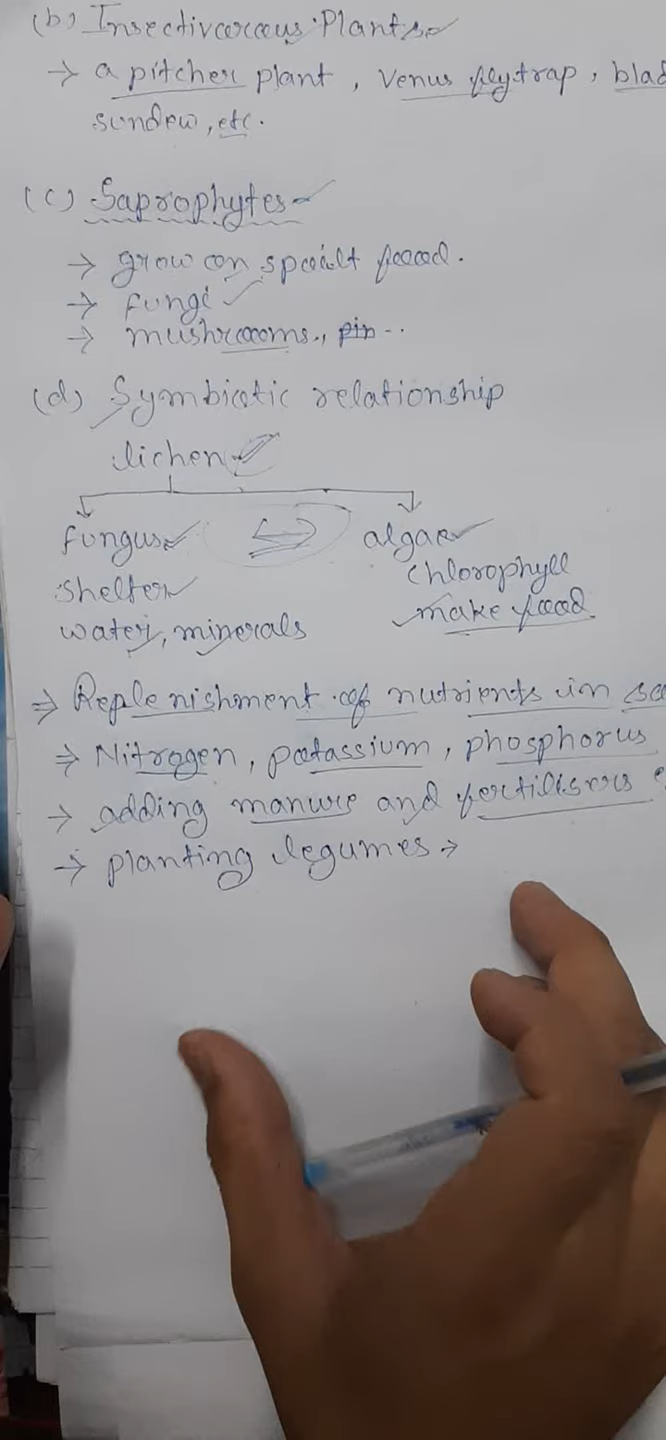 (b) Insectivorous Plants
→ a pitcher plant, Venus flytrap, blad
sundew, etc.
(c) Saprophytes
→ grow on spoilt food.
→ fungi
→ mushrooms.,
(d) Symbiotic relationship
lichen
fungus ⇔ algae
shelter chlorophyll
water, minerals make food
⇒ Replenishment of nutrients in so
⇒ Nitrogen, potassium, phosphorus
→ adding manure and fertilisers
→ planting legumes →